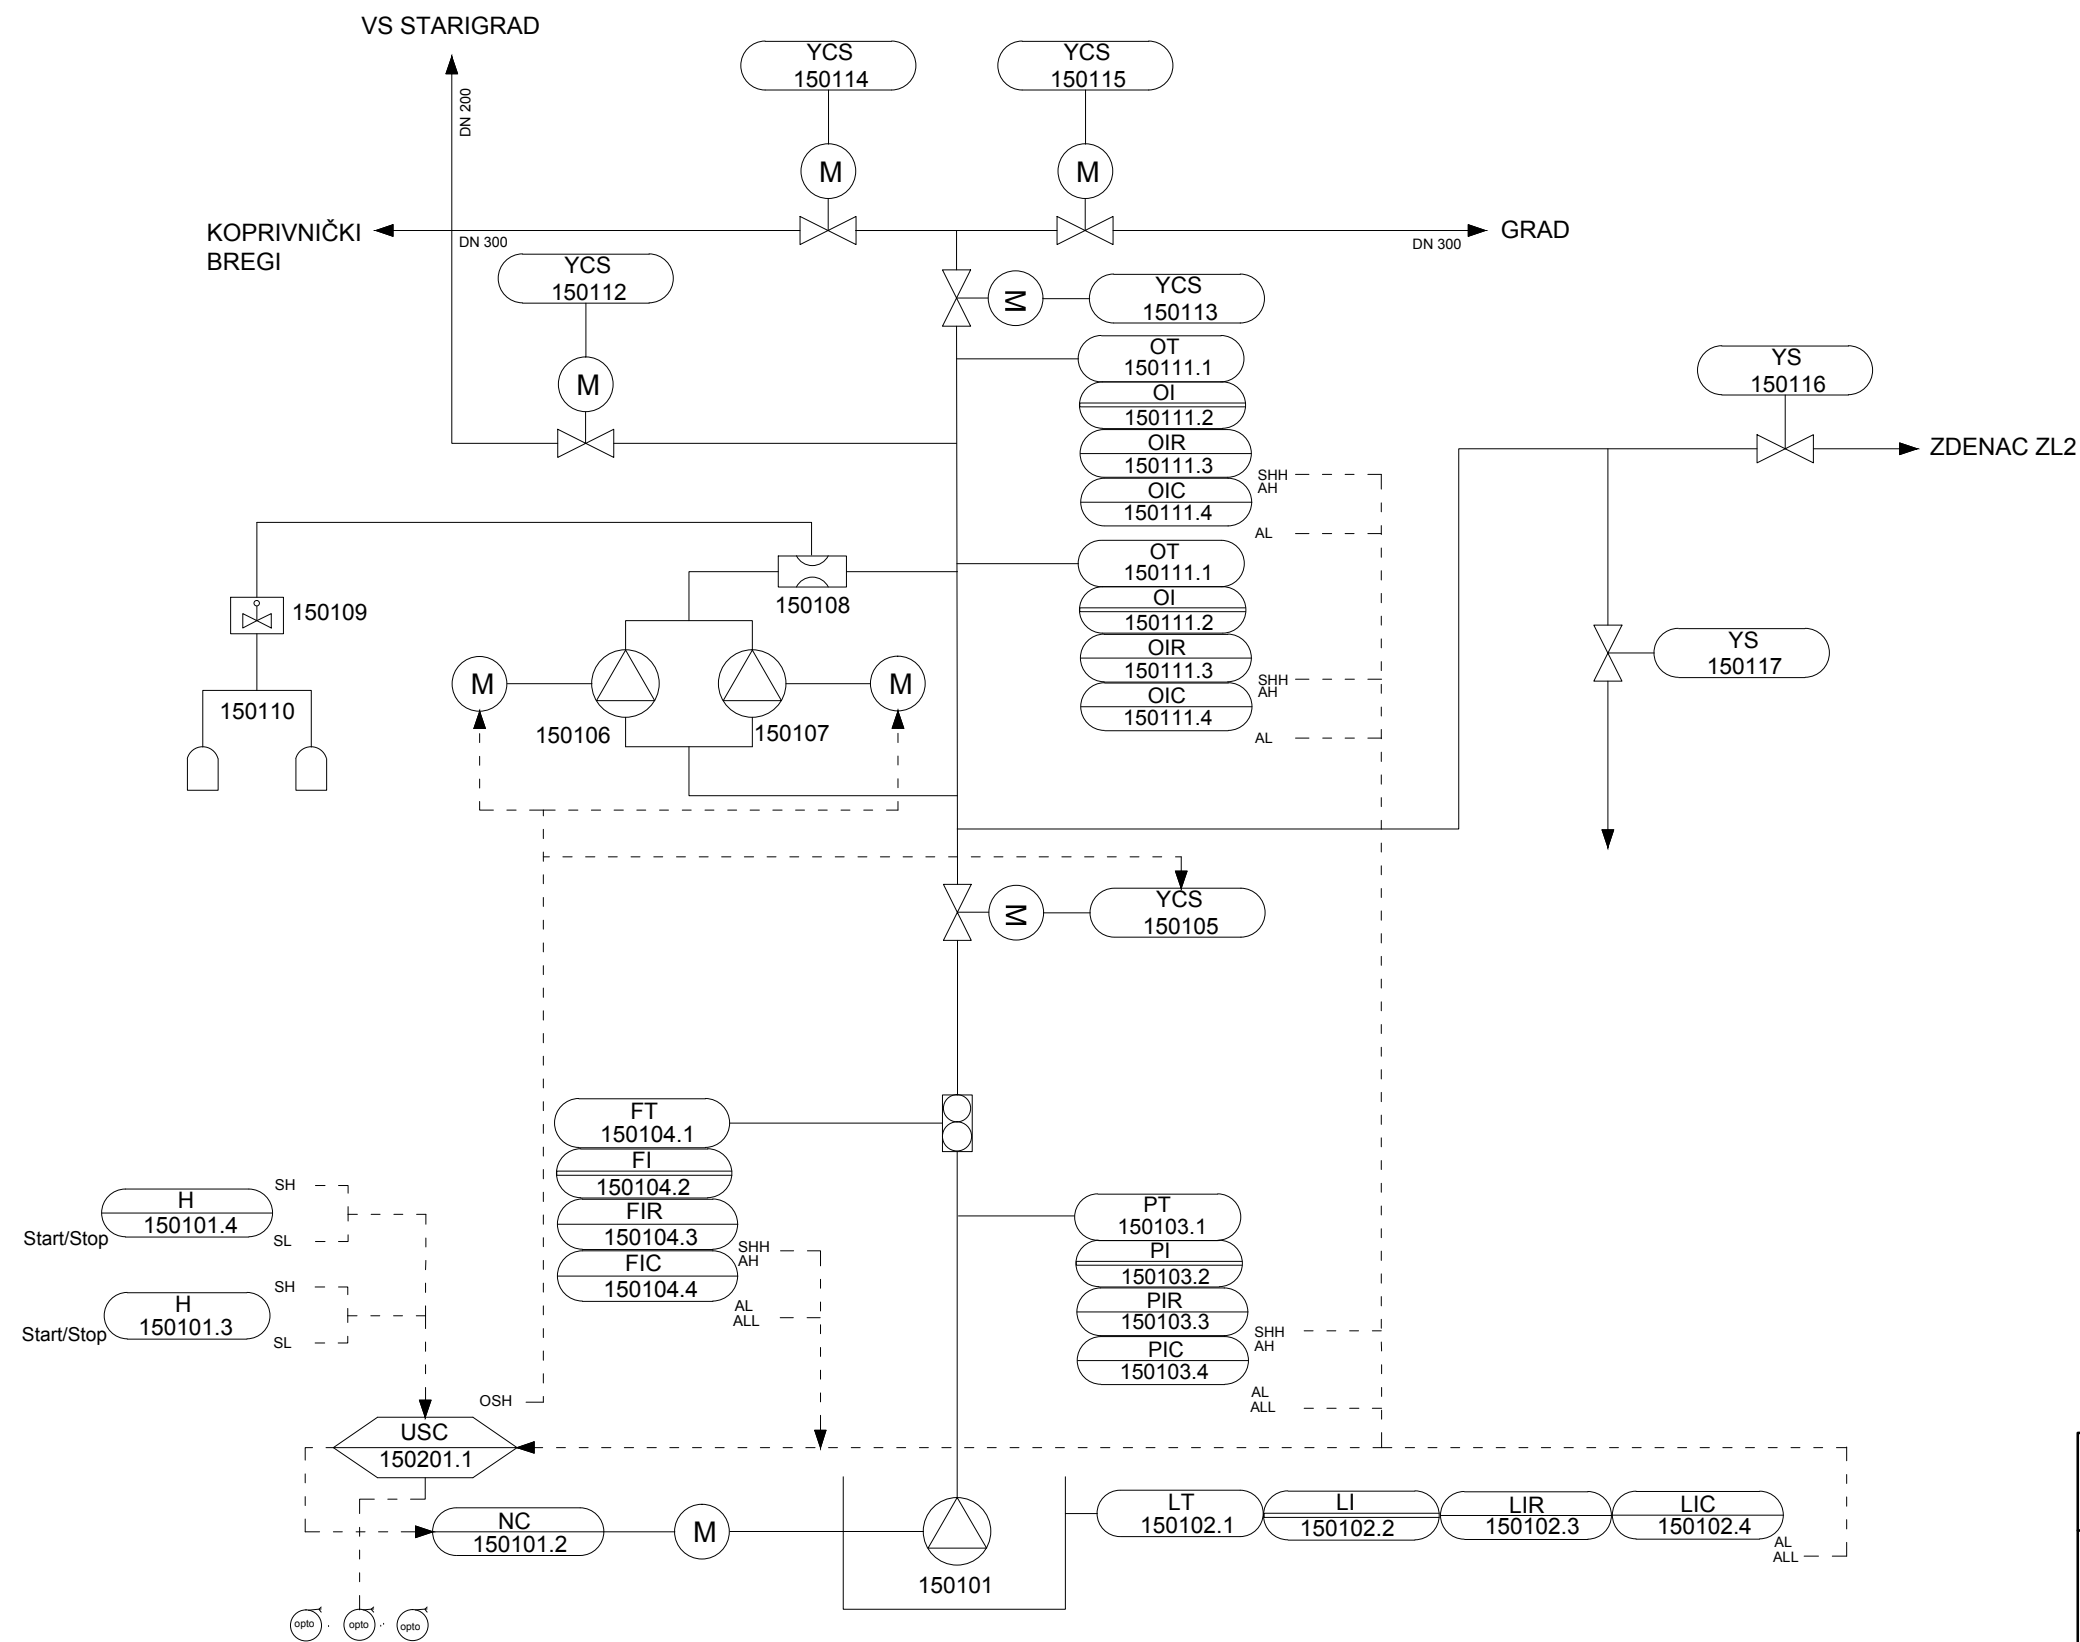 VS STARIGRAD
YCS
150114
YCS
150115
DN 200
M
M
KOPRIVNIČKI
BREGI
DN 300
DN 300
GRAD
YCS
150112
M
YCS
150113
M
OT
150111.1
OI
150111.2
OIR
150111.3
OIC
150111.4
SHH
AH
AL
YS
150116
ZDENAC ZL2
150109
150108
OT
150111.1
OI
150111.2
OIR
150111.3
OIC
150111.4
SHH
AH
AL
YS
150117
150110
M
M
150106
150107
M
YCS
150105
FT
150104.1
FI
150104.2
FIR
150104.3
FIC
150104.4
SHH
AH
AL
ALL
H
150101.4
Start/Stop
SH
SL
H
150101.3
Start/Stop
SH
SL
PT
150103.1
PI
150103.2
PIR
150103.3
PIC
150103.4
SHH
AH
AL
ALL
OSH
USC
150201.1
NC
150101.2
M
150101
LT
150102.1
LI
150102.2
LIR
150102.3
LIC
150102.4
AL
ALL
opto
opto
opto